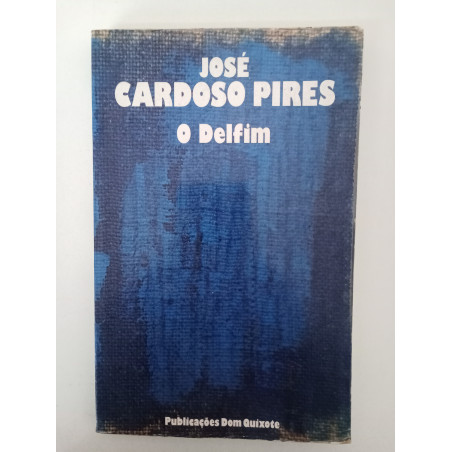 JOSÉ
CARDOSO PIRES
O Delfim
Publicações Dom Quixote